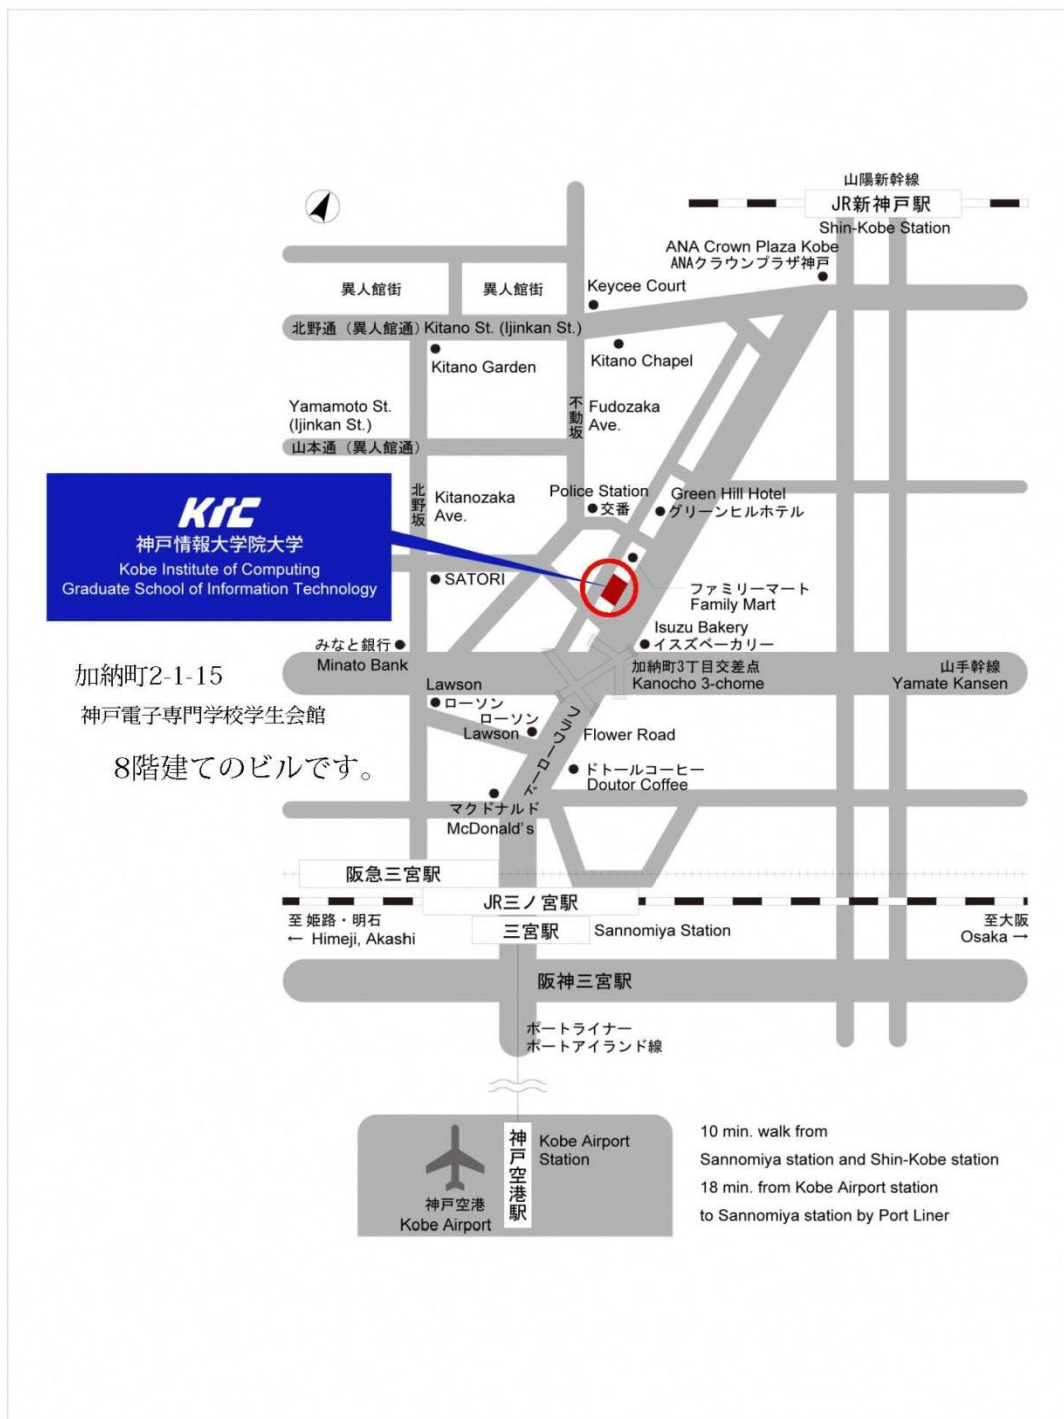 山陽新幹線
JR新神戸駅
Shin-Kobe Station
ANA Crown Plaza Kobe
ANAクラウンプラザ神戸
Keycee Court
異人館街
異人館街
北野通（異人館通）Kitano St. (Ijinkan St.)
Kitano Garden
Kitano Chapel
Yamamoto St.
(Ijinkan St.)
山本通（異人館通）
不動坂
Fudozaka
Ave.
北野坂
Kitanozaka
Ave.
Police Station
交番
Green Hill Hotel
グリーンヒルホテル
KIC
神戸情報大学院大学
Kobe Institute of Computing
Graduate School of Information Technology
SATORI
ファミリーマート
Family Mart
Isuzu Bakery
イスズベーカリー
みなと銀行
Minato Bank
加納町3丁目交差点
Kanocho 3-chome
山手幹線
Yamate Kansen
加納町2-1-15
神戸電子専門学校学生会館
8階建てのビルです。
Lawson
ローソン
ローソン
Lawson
フラワーロード
Flower Road
ドトールコーヒー
Doutor Coffee
マクドナルド
McDonald's
阪急三宮駅
JR三ノ宮駅
三宮駅
Sannomiya Station
至 姫路・明石
← Himeji, Akashi
至大阪
Osaka →
阪神三宮駅
ポートライナー
ポートアイランド線
神戸空港駅
Kobe Airport
Station
神戸空港
Kobe Airport
10 min. walk from
Sannomiya station and Shin-Kobe station
18 min. from Kobe Airport station
to Sannomiya station by Port Liner